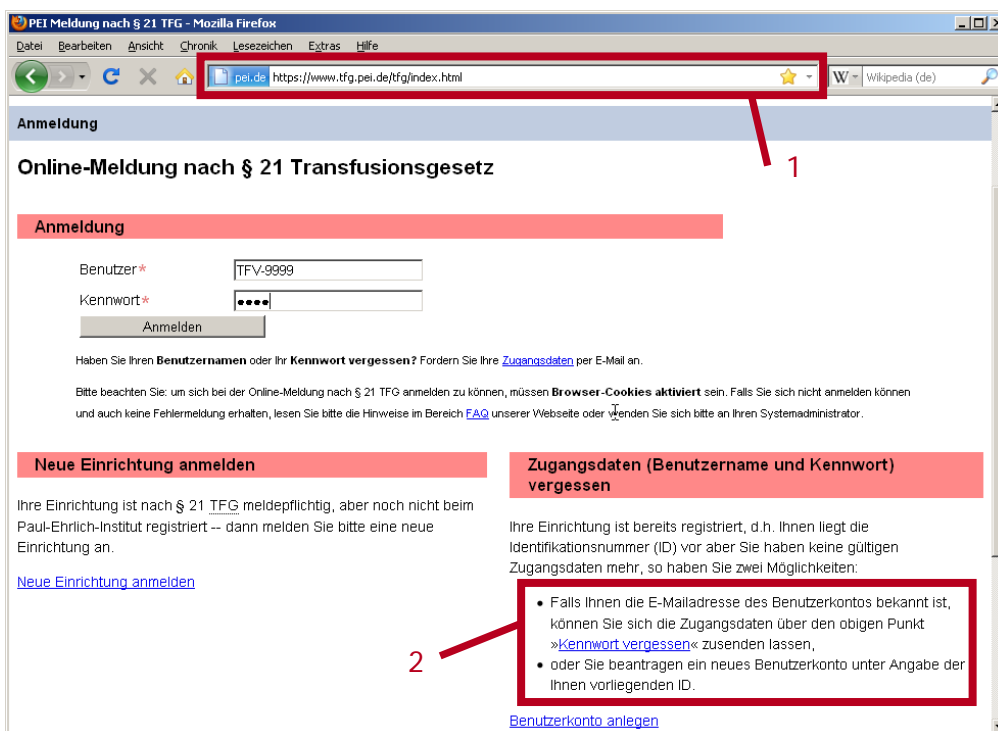 PEI Meldung nach § 21 TFG - Mozilla Firefox
Datei Bearbeiten Ansicht Chronik Lesezeichen Extras Hilfe
pei.de https://www.tfg.pei.de/tfg/index.html
W Wikipedia (de)
1
Anmeldung
Online-Meldung nach § 21 Transfusionsgesetz
Anmeldung
Benutzer* TFV-9999
Kennwort* ●●●●
Anmelden
Haben Sie Ihren Benutzernamen oder Ihr Kennwort vergessen? Fordern Sie Ihre Zugangsdaten per E-Mail an.
Bitte beachten Sie: um sich bei der Online-Meldung nach § 21 TFG anmelden zu können, müssen Browser-Cookies aktiviert sein. Falls Sie sich nicht anmelden können
und auch keine Fehlermeldung erhalten, lesen Sie bitte die Hinweise im Bereich FAQ unserer Webseite oder wenden Sie sich bitte an Ihren Systemadministrator.
Neue Einrichtung anmelden
Ihre Einrichtung ist nach § 21 TFG meldepflichtig, aber noch nicht beim
Paul-Ehrlich-Institut registriert -- dann melden Sie bitte eine neue
Einrichtung an.
Neue Einrichtung anmelden
Zugangsdaten (Benutzername und Kennwort)
vergessen
Ihre Einrichtung ist bereits registriert, d.h. Ihnen liegt die
Identifikationsnummer (ID) vor aber Sie haben keine gültigen
Zugangsdaten mehr, so haben Sie zwei Möglichkeiten:
• Falls Ihnen die E-Mailadresse des Benutzerkontos bekannt ist,
können Sie sich die Zugangsdaten über den obigen Punkt
»Kennwort vergessen« zusenden lassen,
• oder Sie beantragen ein neues Benutzerkonto unter Angabe der
Ihnen vorliegenden ID.
2
Benutzerkonto anlegen